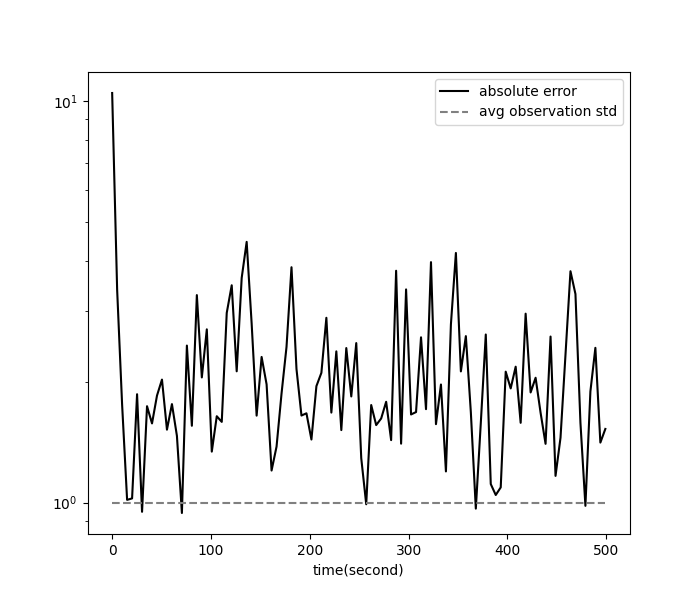 10¹
10⁰
absolute error
avg observation std
0 100 200 300 400 500
time(second)